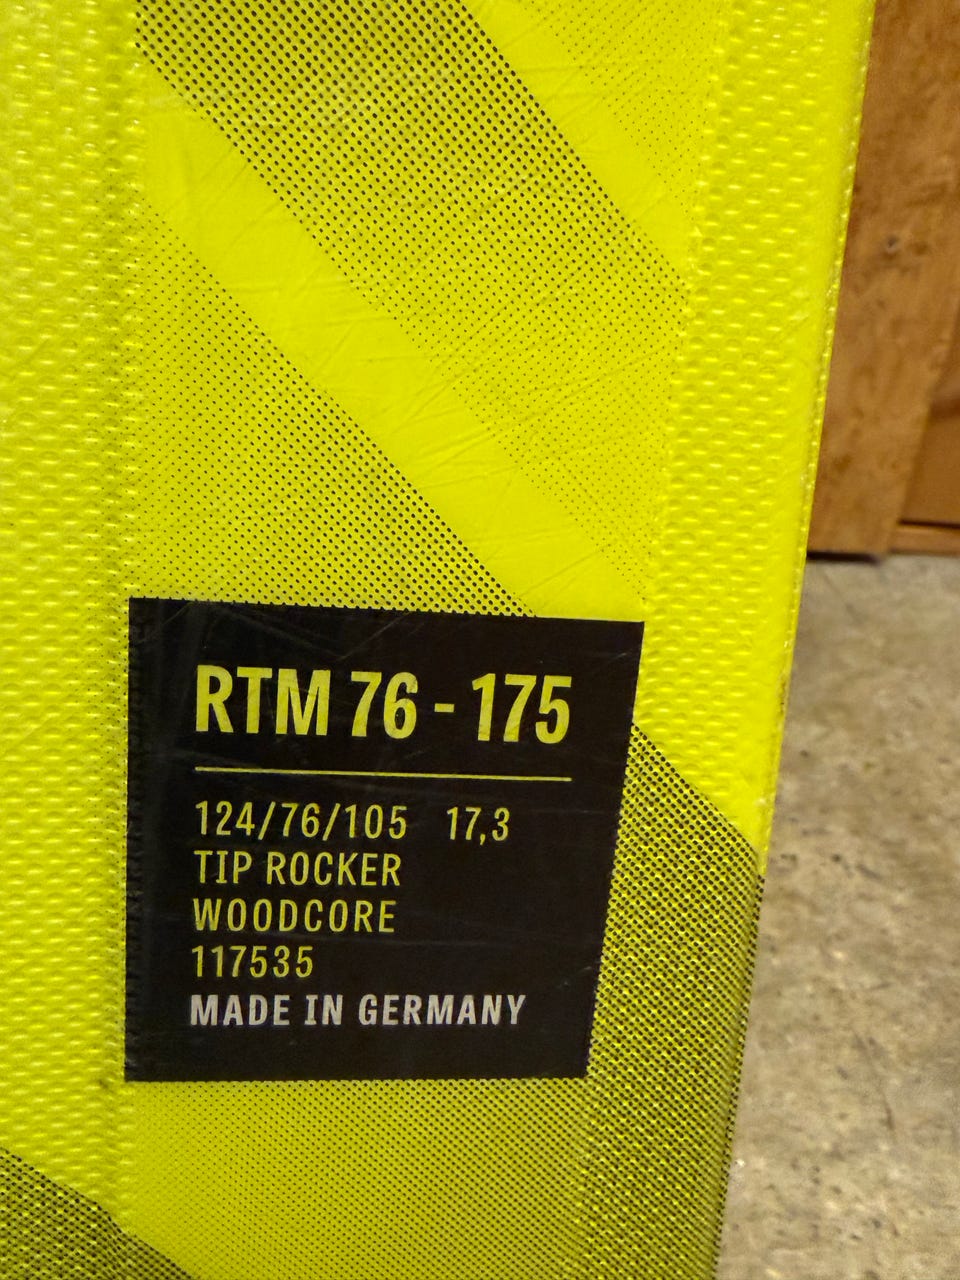 RTM 76 - 175
124/76/105 17,3
TIP ROCKER
WOODCORE
117535
MADE IN GERMANY